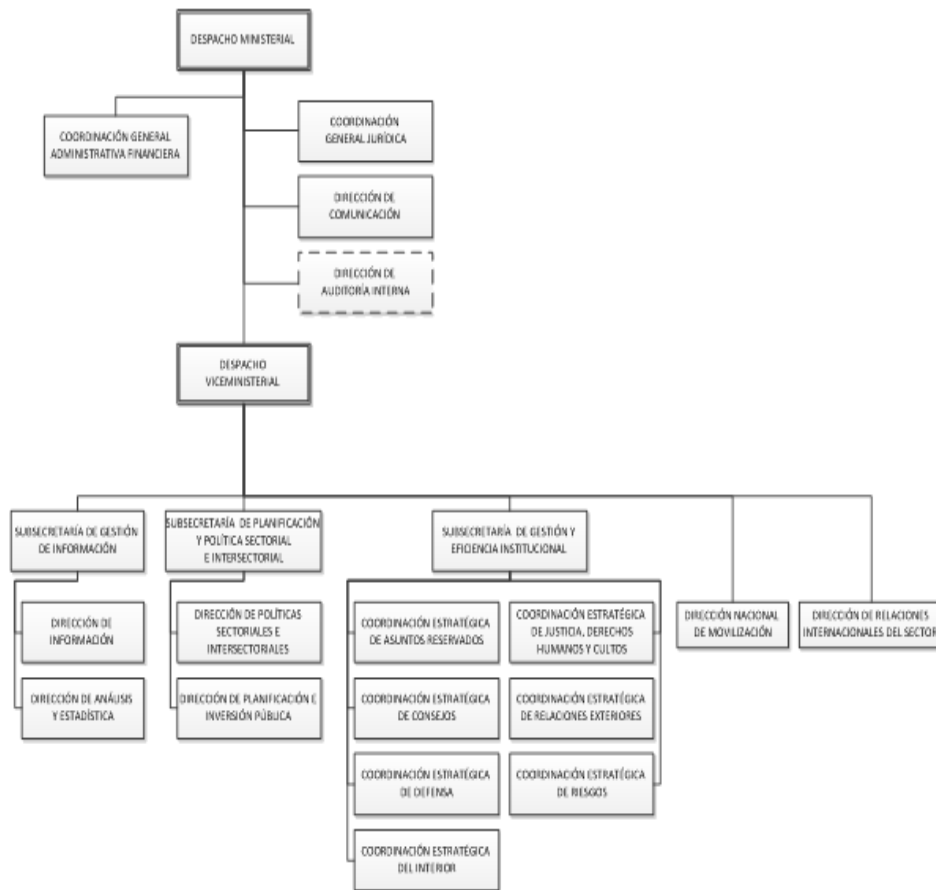 DESPACHO MINISTERIAL
COORDINACIÓN GENERAL
ADMINISTRATIVA FINANCIERA
COORDINACIÓN
GENERAL JURÍDICA
DIRECCIÓN DE
COMUNICACIÓN
DIRECCIÓN DE
AUDITORÍA INTERNA
DESPACHO
VICEMINISTERIAL
SUBSECRETARÍA DE GESTIÓN
DE INFORMACIÓN
DIRECCIÓN DE
INFORMACIÓN
DIRECCIÓN DE ANÁLISIS
Y ESTADÍSTICA
SUBSECRETARÍA DE PLANIFICACIÓN
Y POLÍTICA SECTORIAL
E INTERSECTORIAL
DIRECCIÓN DE POLÍTICAS
SECTORIALES E
INTERSECTORIALES
DIRECCIÓN DE PLANIFICACIÓN E
INVERSIÓN PÚBLICA
SUBSECRETARÍA DE GESTIÓN Y
EFICIENCIA INSTITUCIONAL
COORDINACIÓN ESTRATÉGICA
DE ASUNTOS RESERVADOS
COORDINACIÓN ESTRATÉGICA
DE CONSEJOS
COORDINACIÓN ESTRATÉGICA
DE DEFENSA
COORDINACIÓN ESTRATÉGICA
DEL INTERIOR
COORDINACIÓN ESTRATÉGICA
DE JUSTICIA, DERECHOS
HUMANOS Y CULTOS
COORDINACIÓN ESTRATÉGICA
DE RELACIONES EXTERIORES
COORDINACIÓN ESTRATÉGICA
DE RIESGOS
DIRECCIÓN NACIONAL
DE MOVILIZACIÓN
DIRECCIÓN DE RELACIONES
INTERNACIONALES DEL SECTOR